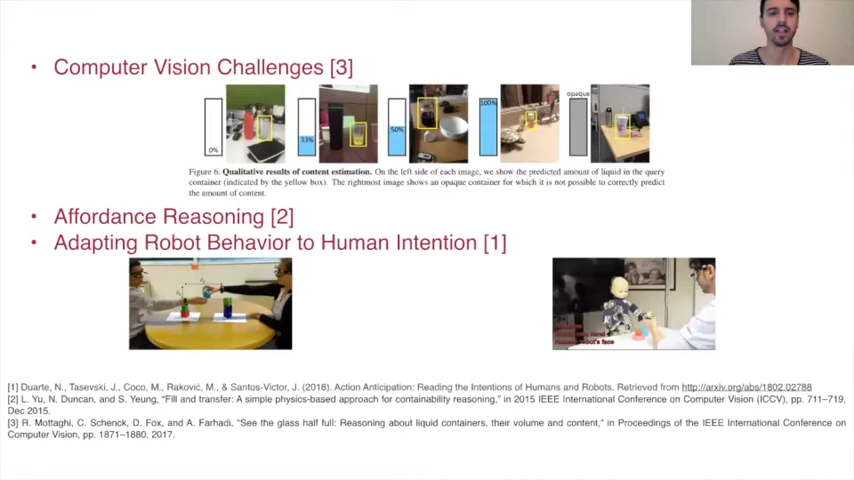 • Computer Vision Challenges [3]
0%
33%
50%
100%
opaque
Figure 6. Qualitative results of content estimation. On the left side of each image, we show the predicted amount of liquid in the query
container (indicated by the yellow box). The rightmost image shows an opaque container for which it is not possible to correctly predict
the amount of content.
• Affordance Reasoning [2]
• Adapting Robot Behavior to Human Intention [1]
robot's face
[1] Duarte, N., Tasevski, J., Coco, M., Raković, M., & Santos-Victor, J. (2018). Action Anticipation: Reading the Intentions of Humans and Robots. Retrieved from http://arxiv.org/abs/1802.02788
[2] L. Yu, N. Duncan, and S. Yeung, “Fill and transfer: A simple physics-based approach for containability reasoning,” in 2015 IEEE International Conference on Computer Vision (ICCV), pp. 711–719,
Dec 2015.
[3] R. Mottaghi, C. Schenck, D. Fox, and A. Farhadi, “See the glass half full: Reasoning about liquid containers, their volume and content,” in Proceedings of the IEEE International Conference on
Computer Vision, pp. 1871–1880, 2017.